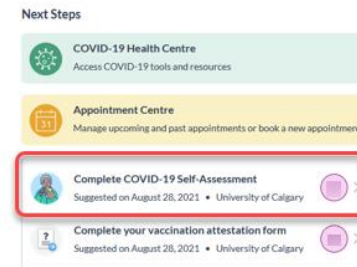 Next Steps
COVID-19 Health Centre
Access COVID-19 tools and resources
31
Appointment Centre
Manage upcoming and past appointments or book a new appointmen
Complete COVID-19 Self-Assessment
Suggested on August 28, 2021 • University of Calgary
?
Complete your vaccination attestation form
Suggested on August 28, 2021 • University of Calgary